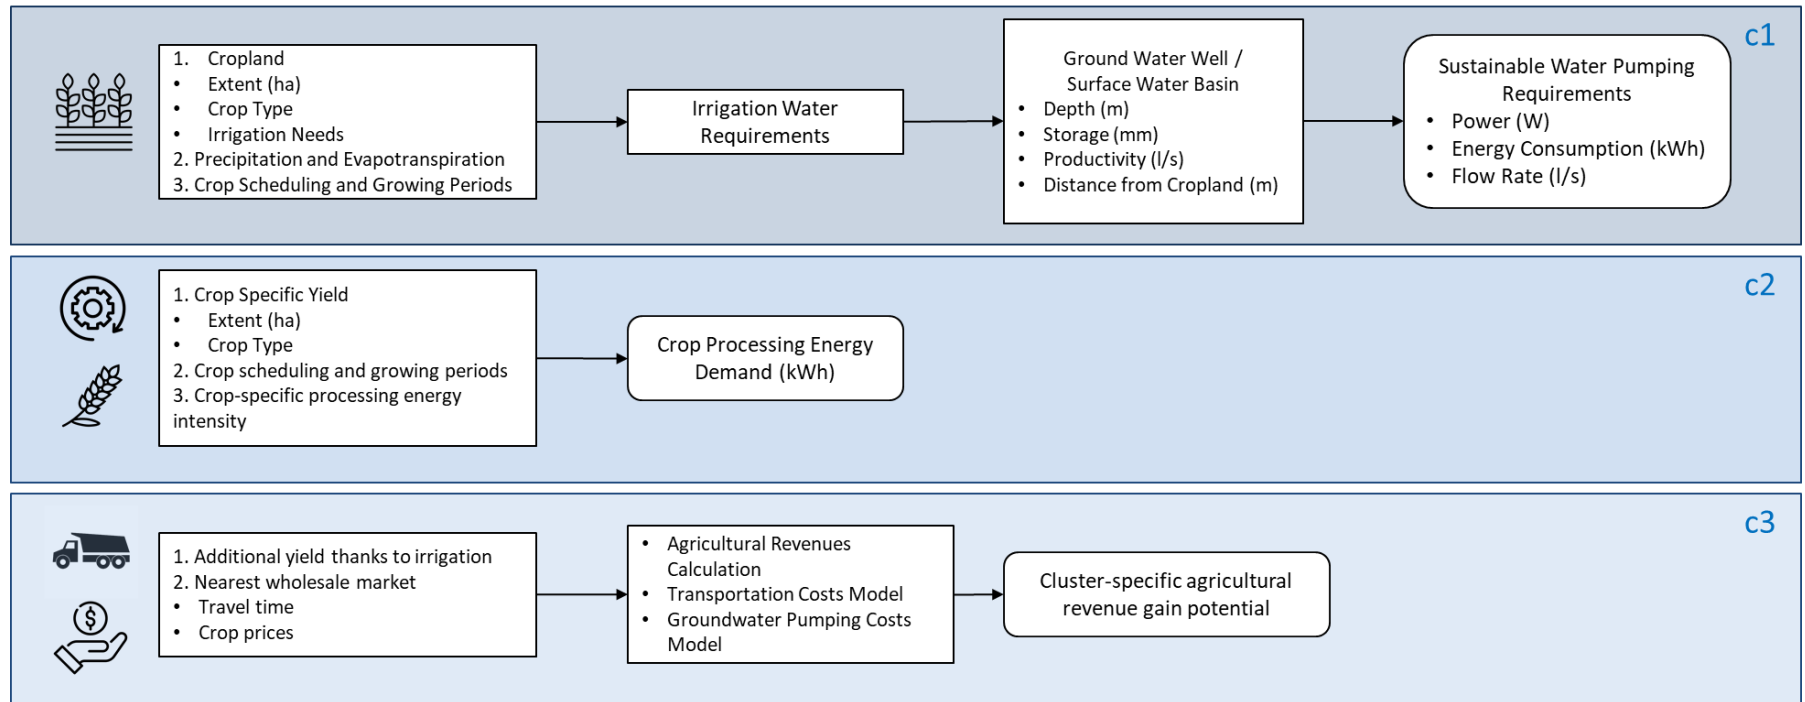 c1
1. Cropland
• Extent (ha)
• Crop Type
• Irrigation Needs
2. Precipitation and Evapotranspiration
3. Crop Scheduling and Growing Periods
Irrigation Water
Requirements
Ground Water Well /
Surface Water Basin
• Depth (m)
• Storage (mm)
• Productivity (l/s)
• Distance from Cropland (m)
Sustainable Water Pumping
Requirements
• Power (W)
• Energy Consumption (kWh)
• Flow Rate (l/s)
c2
1. Crop Specific Yield
• Extent (ha)
• Crop Type
2. Crop scheduling and growing periods
3. Crop-specific processing energy
intensity
Crop Processing Energy
Demand (kWh)
c3
1. Additional yield thanks to irrigation
2. Nearest wholesale market
• Travel time
• Crop prices
$
• Agricultural Revenues
Calculation
• Transportation Costs Model
• Groundwater Pumping Costs
Model
Cluster-specific agricultural
revenue gain potential